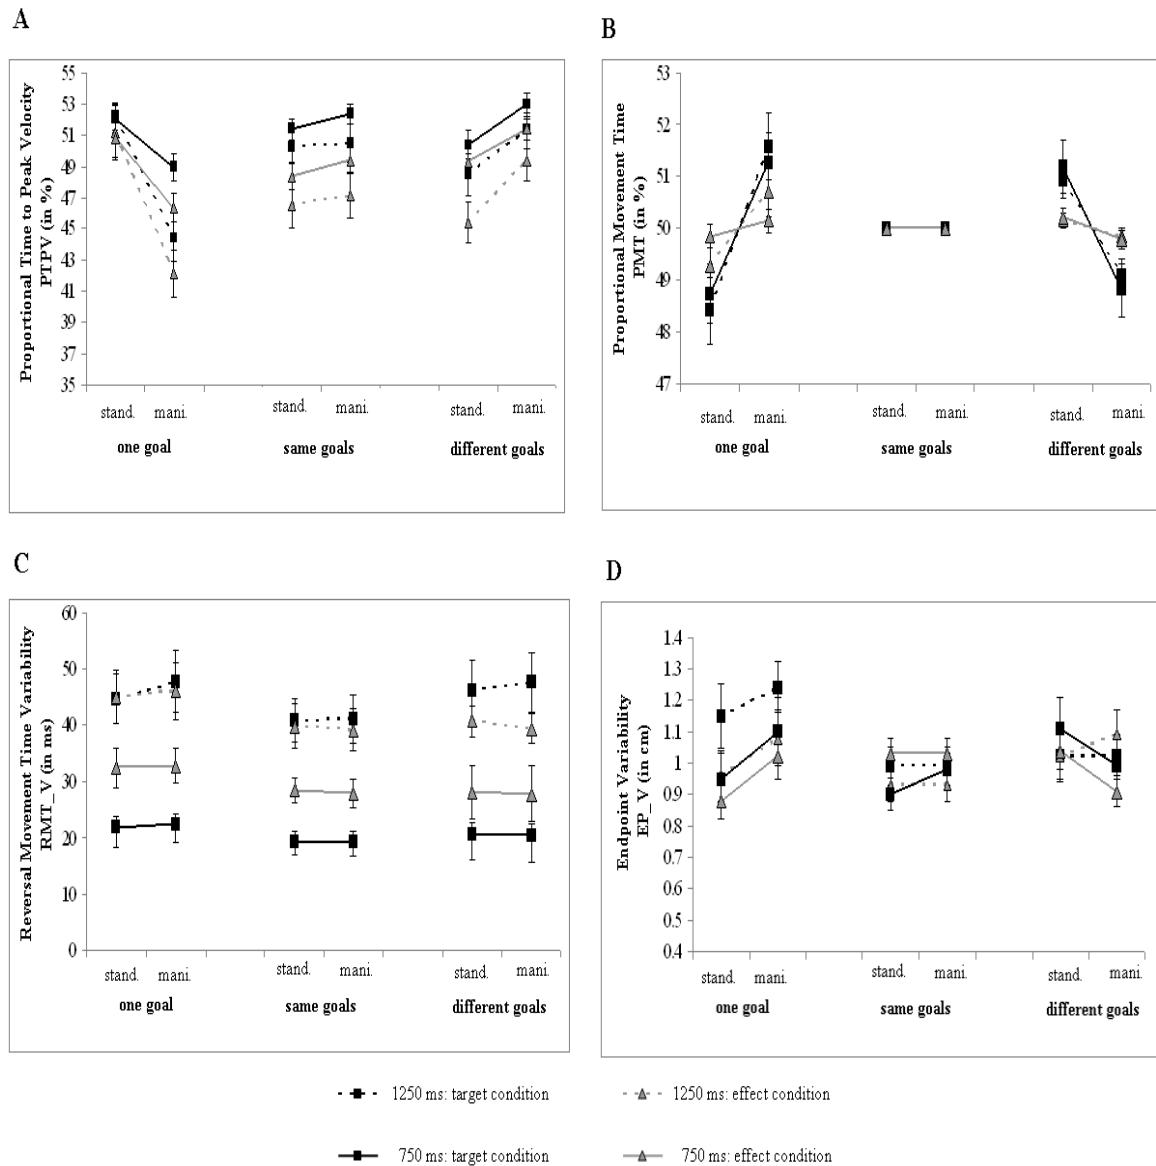 A
Proportional Time to Peak Velocity
PTPV (in %)
55
53
51
49
47
45
43
41
39
37
35
stand. mani. stand. mani. stand. mani.
one goal same goals different goals
B
Proportional Movement Time
PMT (in %)
53
52
51
50
49
48
47
stand. mani. stand. mani. stand. mani.
one goal same goals different goals
C
Reversal Movement Time Variability
RMT_V (in ms)
60
50
40
30
20
10
0
stand. mani. stand. mani. stand. mani.
one goal same goals different goals
D
Endpoint Variability
EP_V (in cm)
1.4
1.3
1.2
1.1
1
0.9
0.8
0.7
0.6
0.5
0.4
stand. mani. stand. mani. stand. mani.
one goal same goals different goals
1250 ms: target condition 1250 ms: effect condition
750 ms: target condition 750 ms: effect condition